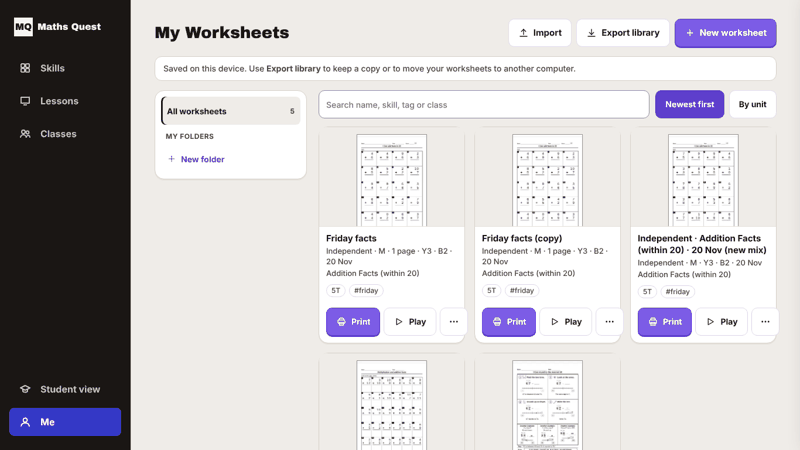 MQ Maths Quest
Skills
Lessons
Classes
Student view
Me
My Worksheets
Import
Export library
+ New worksheet
Saved on this device. Use Export library to keep a copy or to move your worksheets to another computer.
All worksheets 5
MY FOLDERS
+ New folder
Search name, skill, tag or class
Newest first
By unit
Friday facts
Independent · M · 1 page · Y3 · B2 ·
20 Nov
Addition Facts (within 20)
5T #friday
Print Play ···
Friday facts (copy)
Independent · M · 1 page · Y3 · B2 ·
20 Nov
Addition Facts (within 20)
5T #friday
Print Play ···
Independent · Addition Facts
(within 20) · 20 Nov (new mix)
Independent · M · Y3 · B2 · 20 Nov
Addition Facts (within 20)
5T #friday
Print Play ···